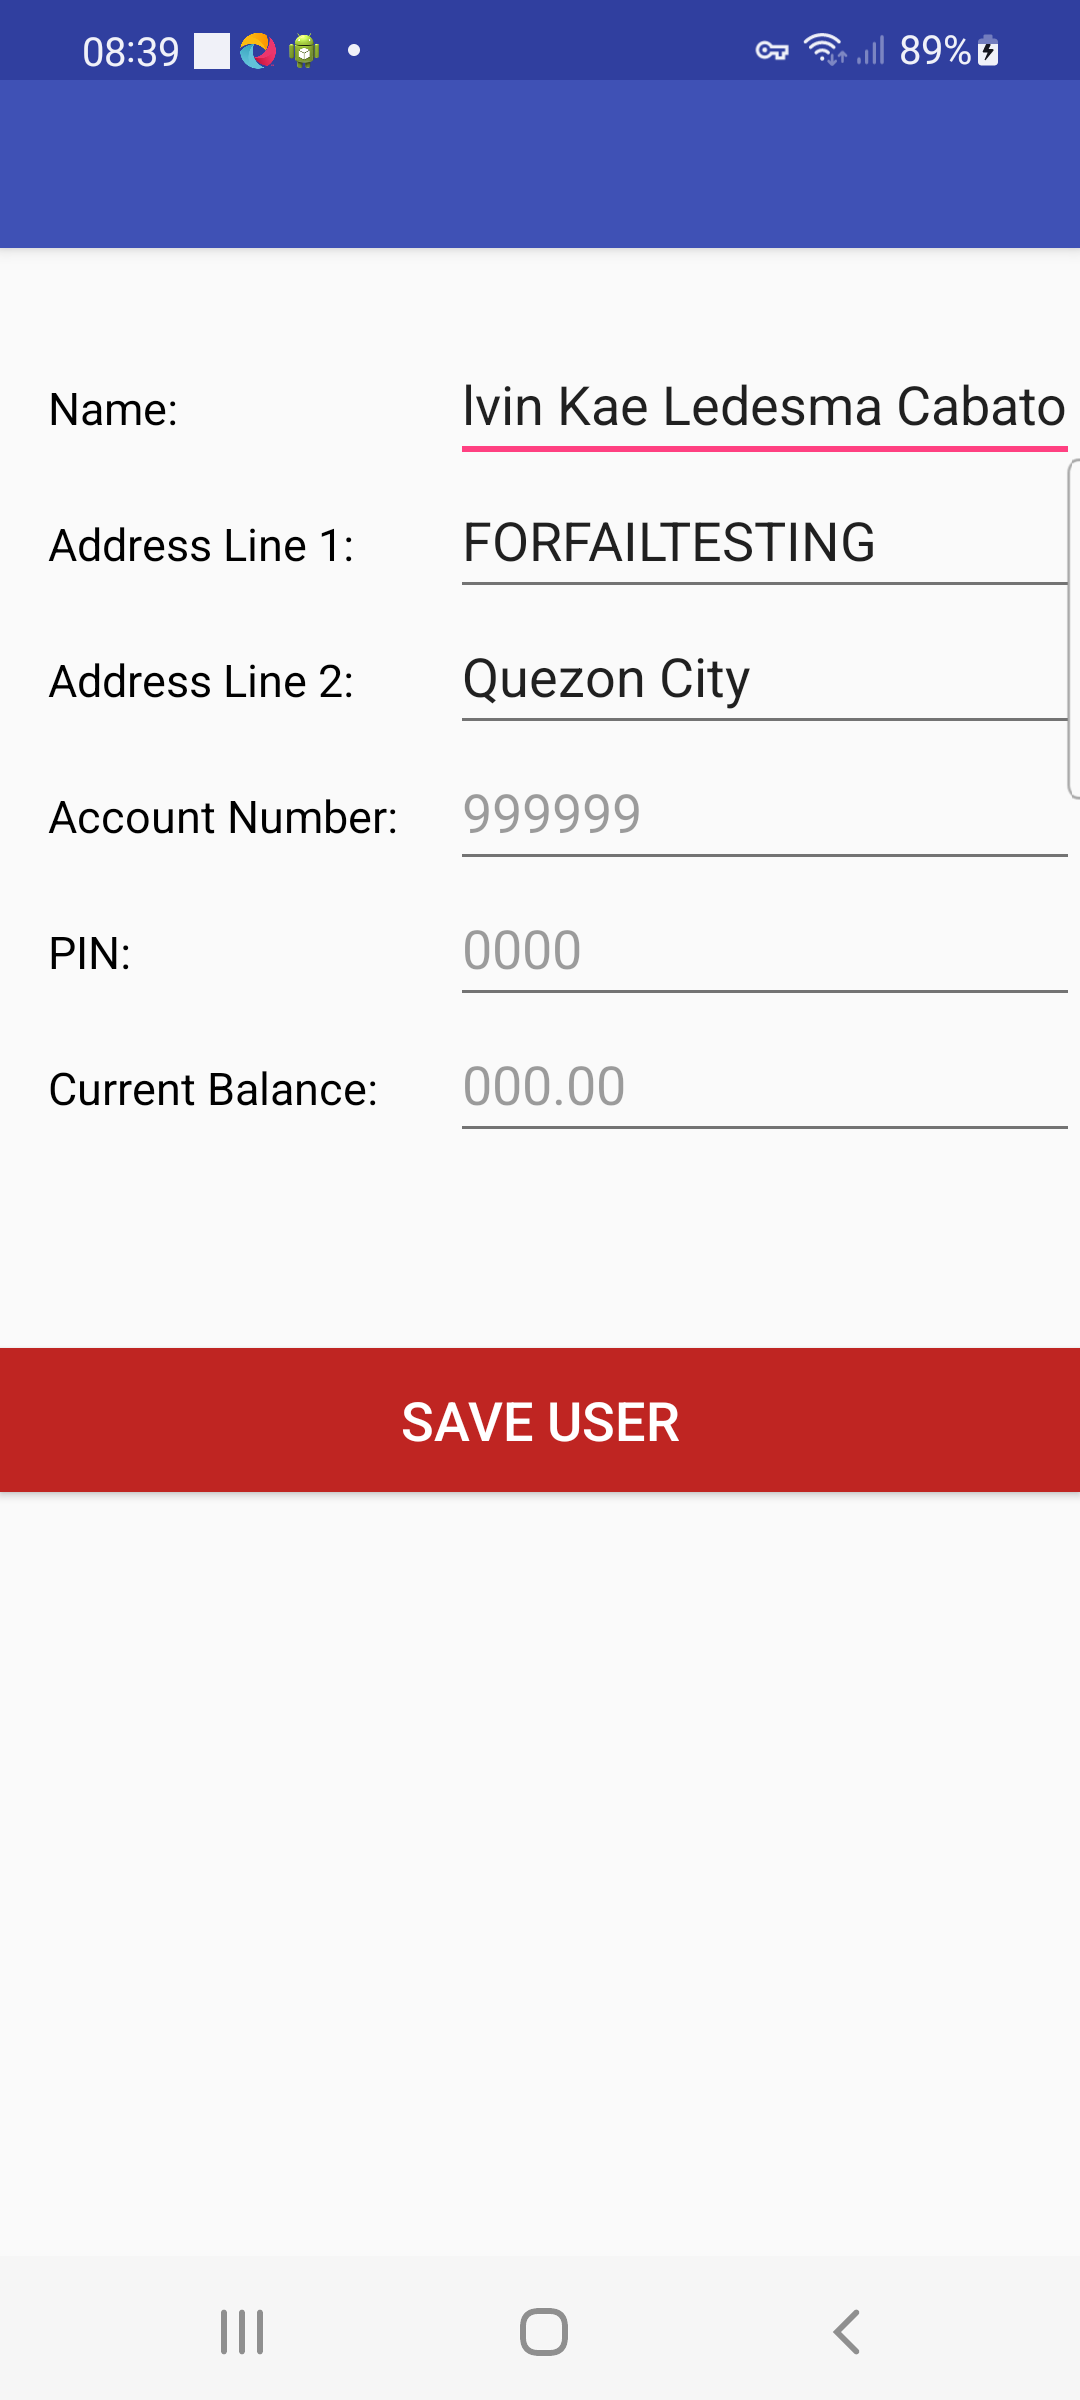 08:39 89%
Name: lvin Kae Ledesma Cabato
Address Line 1: FORFAILTESTING
Address Line 2: Quezon City
Account Number: 999999
PIN: 0000
Current Balance: 000.00
SAVE USER